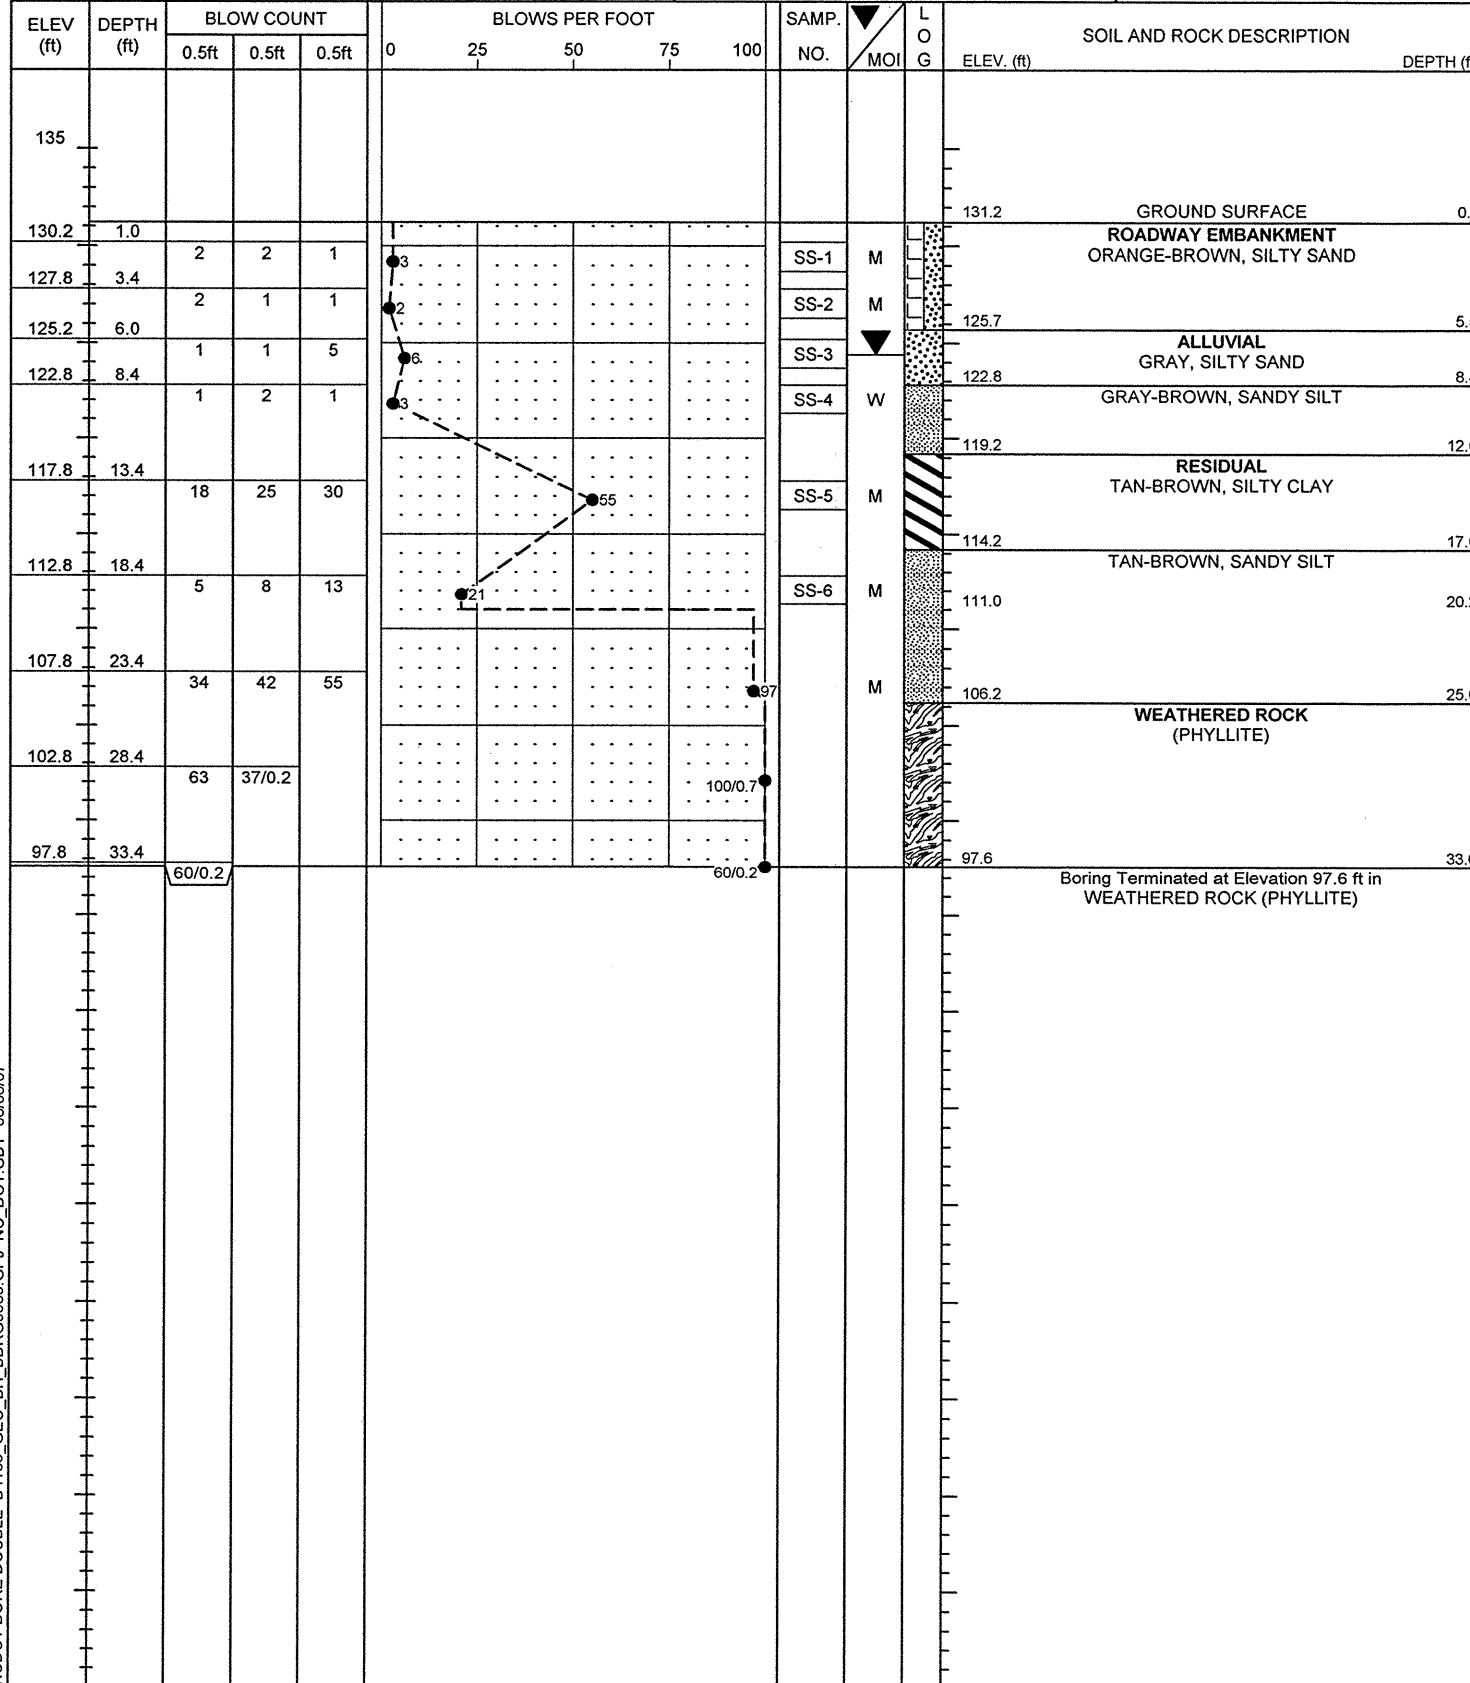 ELEV (ft) DEPTH (ft) BLOW COUNT BLOWS PER FOOT SAMP. NO. MOI LOG SOIL AND ROCK DESCRIPTION
0.5ft 0.5ft 0.5ft 0 25 50 75 100 ELEV. (ft) DEPTH
135
131.2 GROUND SURFACE
130.2 1.0 ROADWAY EMBANKMENT
2 2 1 3 SS-1 M ORANGE-BROWN, SILTY SAND
127.8 3.4
2 1 1 2 SS-2 M
125.7
125.2 6.0 ALLUVIAL
1 1 5 6 SS-3 GRAY, SILTY SAND
122.8 8.4 122.8
1 2 1 3 SS-4 W GRAY-BROWN, SANDY SILT
119.2
117.8 13.4 RESIDUAL
18 25 30 55 SS-5 M TAN-BROWN, SILTY CLAY
114.2
112.8 18.4 TAN-BROWN, SANDY SILT
5 8 13 21 SS-6 M
111.0
107.8 23.4
34 42 55 97 M
106.2
WEATHERED ROCK
(PHYLLITE)
102.8 28.4
63 37/0.2 100/0.7
97.8 33.4 97.6
60/0.2 60/0.2
Boring Terminated at Elevation 97.6 ft in
WEATHERED ROCK (PHYLLITE)